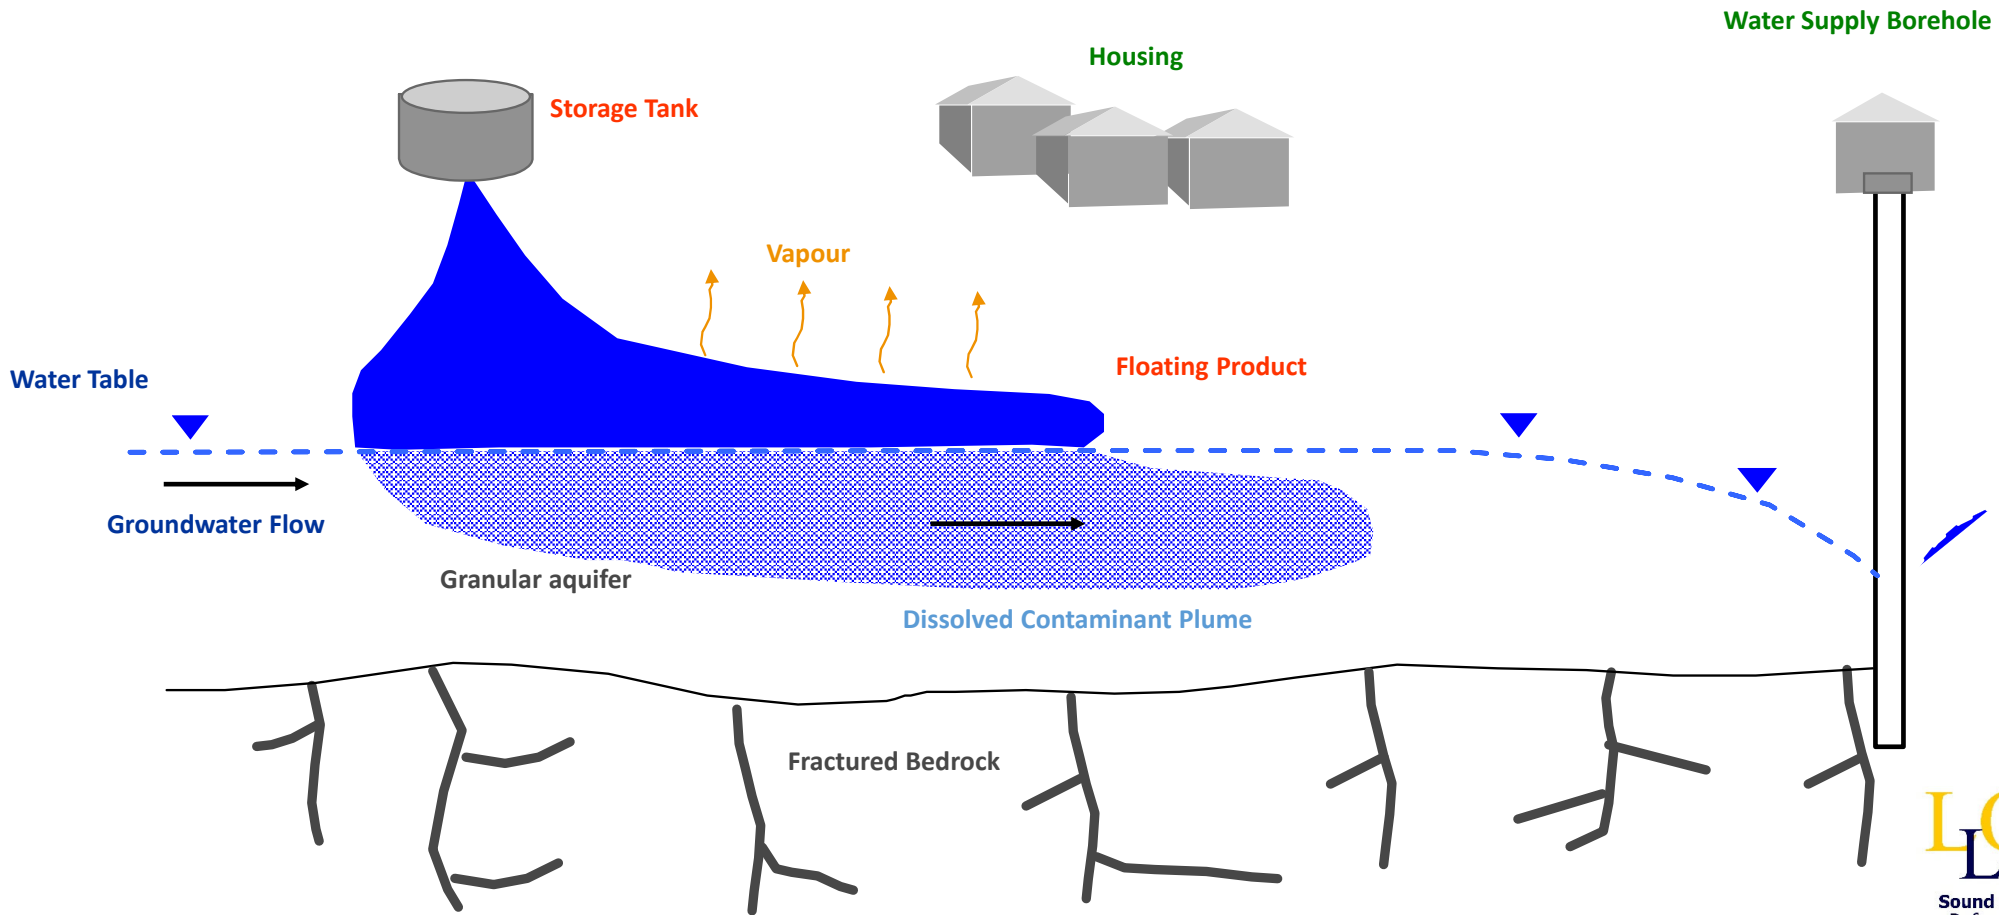 Water Supply Borehole
Housing
Storage Tank
Vapour
Floating Product
Water Table
Groundwater Flow
Granular aquifer
Dissolved Contaminant Plume
Fractured Bedrock
Sound